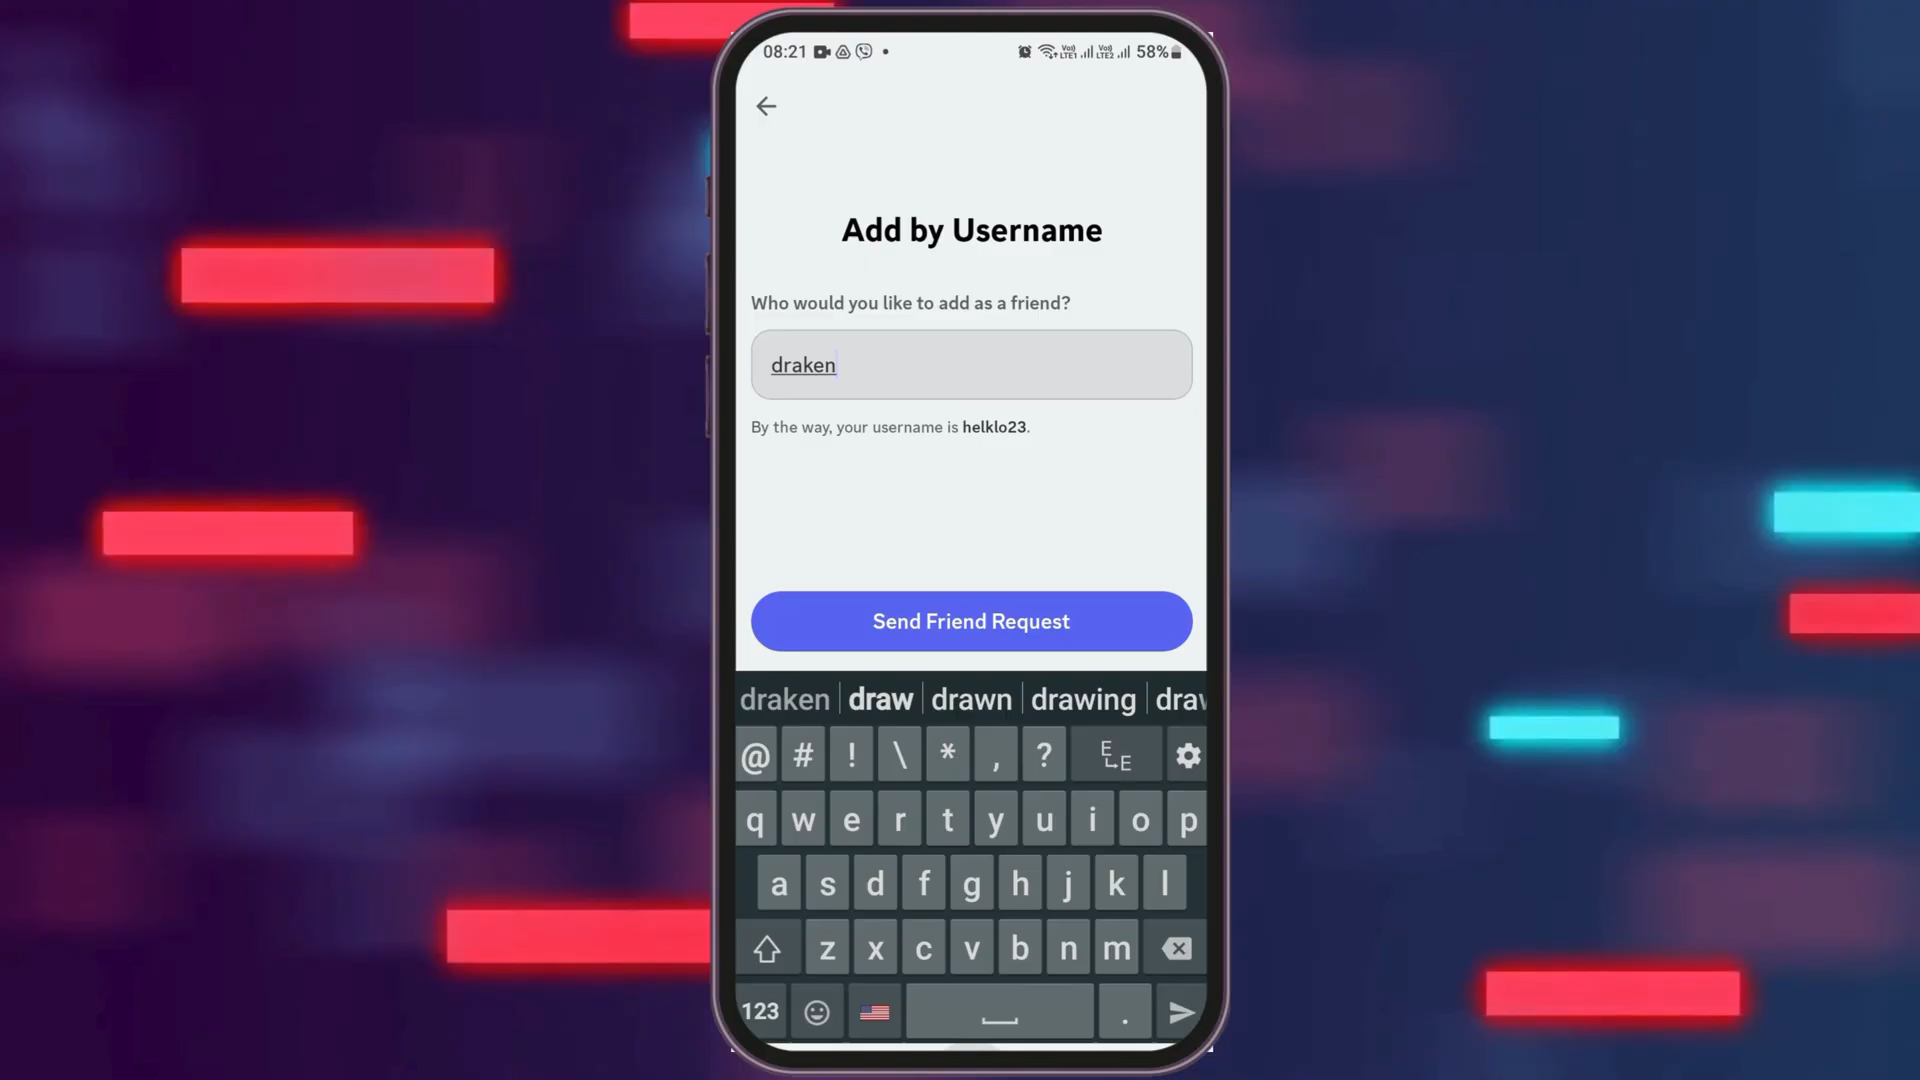 08:21 58%
Add by Username
Who would you like to add as a friend?
draken
By the way, your username is helklo23.
Send Friend Request
draken draw drawn drawing draw
@ # ! \ * , ? E E
q w e r t y u i o p
a s d f g h j k l
z x c v b n m
123 .